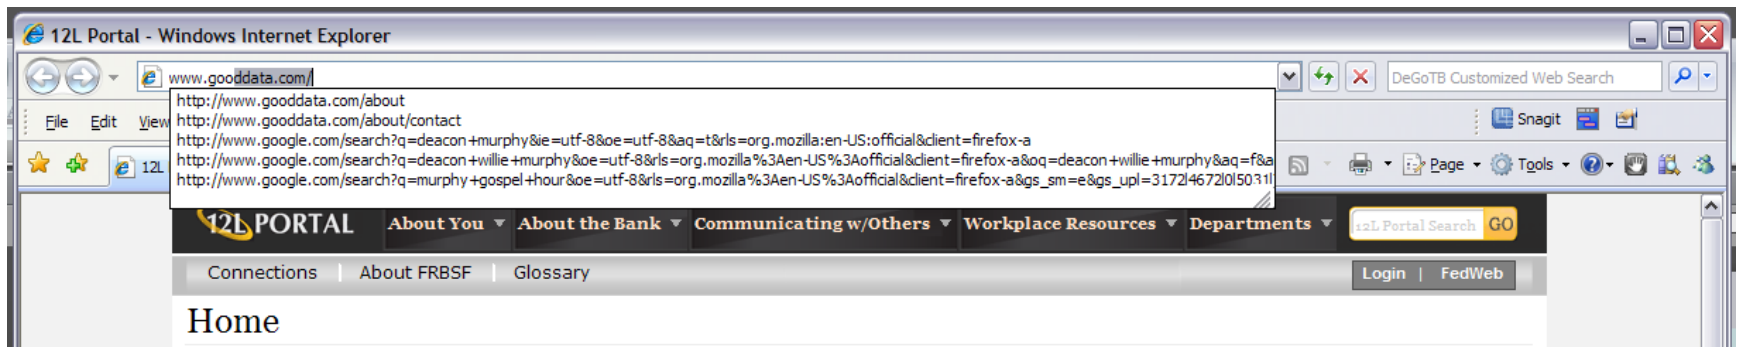 12L Portal - Windows Internet Explorer
www.gooddata.com/
DeGoTB Customized Web Search
http://www.gooddata.com/about
http://www.gooddata.com/about/contact
http://www.google.com/search?q=deacon+murphy&ie=utf-8&oe=utf-8&aq=t&rls=org.mozilla:en-US:official&client=firefox-a
http://www.google.com/search?q=deacon+willie+murphy&oe=utf-8&rls=org.mozilla%3Aen-US%3Aofficial&client=firefox-a&oq=deacon+willie+murphy&aq=f&a
http://www.google.com/search?q=murphy+gospel+hour&oe=utf-8&rls=org.mozilla%3Aen-US%3Aofficial&client=firefox-a&gs_sm=e&gs_upl=3172l4672l0l5031l
File Edit View
Snagit
12L
Page Tools
12L PORTAL About You About the Bank Communicating w/Others Workplace Resources Departments 12L Portal Search GO
Connections About FRBSF Glossary Login | FedWeb
Home